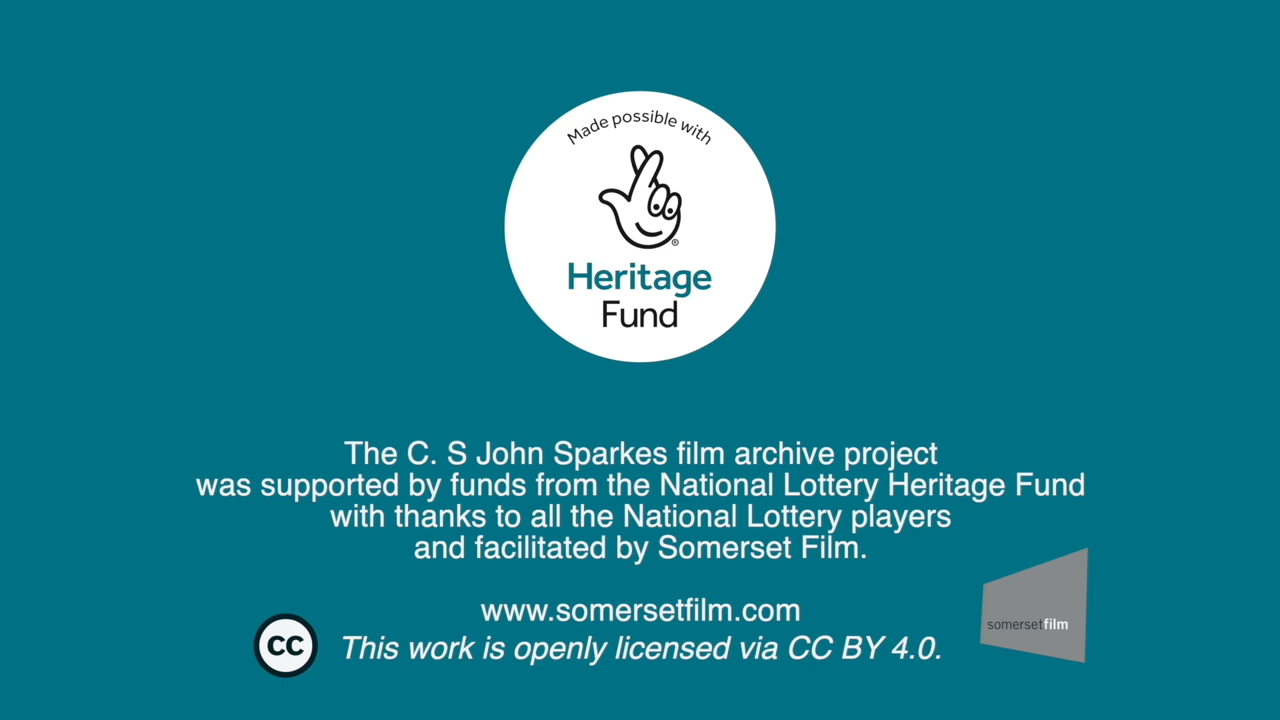 Made possible with
®
Heritage
Fund
The C. S John Sparkes film archive project
was supported by funds from the National Lottery Heritage Fund
with thanks to all the National Lottery players
and facilitated by Somerset Film.
www.somersetfilm.com
somersetfilm
CC
This work is openly licensed via CC BY 4.0.